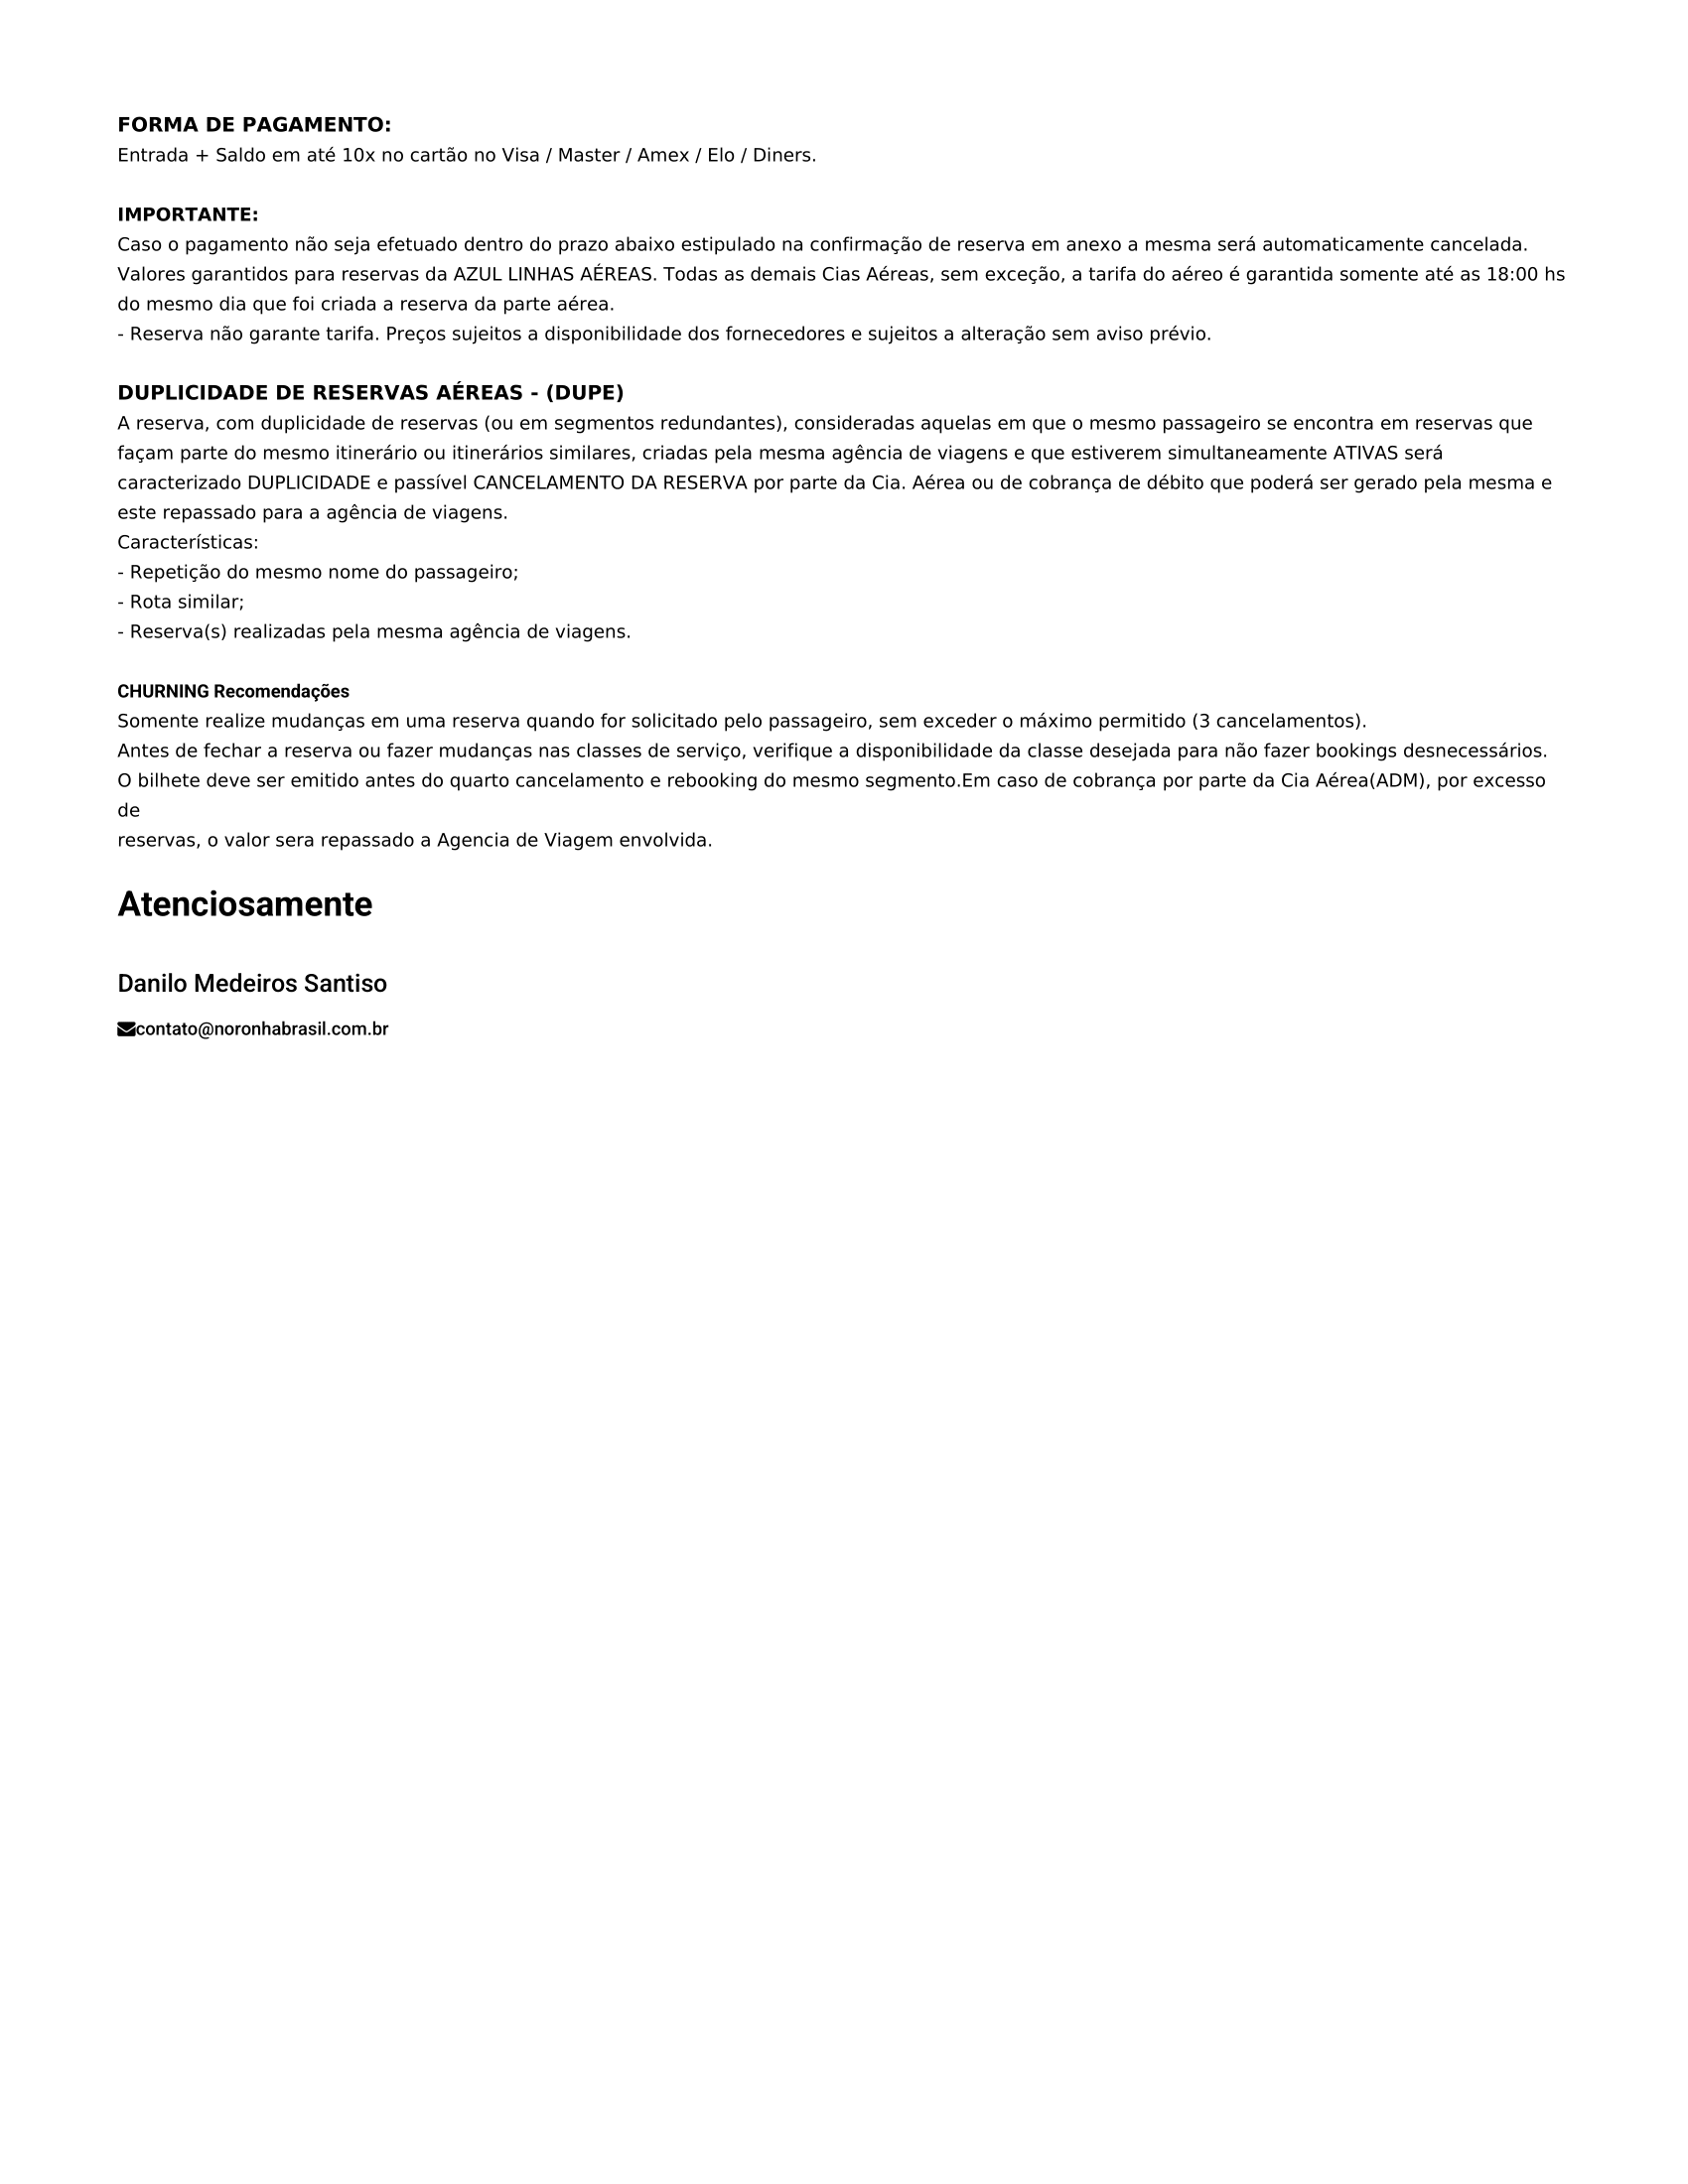 FORMA DE PAGAMENTO:
Entrada + Saldo em até 10x no cartão no Visa / Master / Amex / Elo / Diners.
IMPORTANTE:
Caso o pagamento não seja efetuado dentro do prazo abaixo estipulado na confirmação de reserva em anexo a mesma será automaticamente cancelada.
Valores garantidos para reservas da AZUL LINHAS AÉREAS. Todas as demais Cias Aéreas, sem exceção, a tarifa do aéreo é garantida somente até as 18:00 hs
do mesmo dia que foi criada a reserva da parte aérea.
- Reserva não garante tarifa. Preços sujeitos a disponibilidade dos fornecedores e sujeitos a alteração sem aviso prévio.
DUPLICIDADE DE RESERVAS AÉREAS - (DUPE)
A reserva, com duplicidade de reservas (ou em segmentos redundantes), consideradas aquelas em que o mesmo passageiro se encontra em reservas que
façam parte do mesmo itinerário ou itinerários similares, criadas pela mesma agência de viagens e que estiverem simultaneamente ATIVAS será
caracterizado DUPLICIDADE e passível CANCELAMENTO DA RESERVA por parte da Cia. Aérea ou de cobrança de débito que poderá ser gerado pela mesma e
este repassado para a agência de viagens.
Características:
- Repetição do mesmo nome do passageiro;
- Rota similar;
- Reserva(s) realizadas pela mesma agência de viagens.
CHURNING Recomendações
Somente realize mudanças em uma reserva quando for solicitado pelo passageiro, sem exceder o máximo permitido (3 cancelamentos).
Antes de fechar a reserva ou fazer mudanças nas classes de serviço, verifique a disponibilidade da classe desejada para não fazer bookings desnecessários.
O bilhete deve ser emitido antes do quarto cancelamento e rebooking do mesmo segmento.Em caso de cobrança por parte da Cia Aérea(ADM), por excesso
de
reservas, o valor sera repassado a Agencia de Viagem envolvida.
Atenciosamente
Danilo Medeiros Santiso
contato@noronhabrasil.com.br